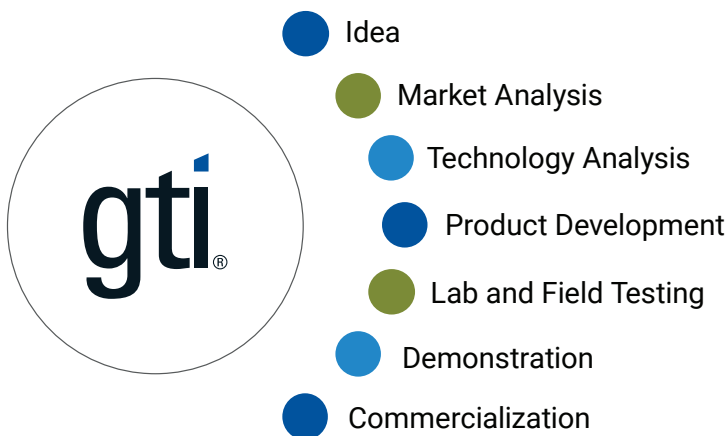 Idea
Market Analysis
Technology Analysis
gti®
Product Development
Lab and Field Testing
Demonstration
Commercialization